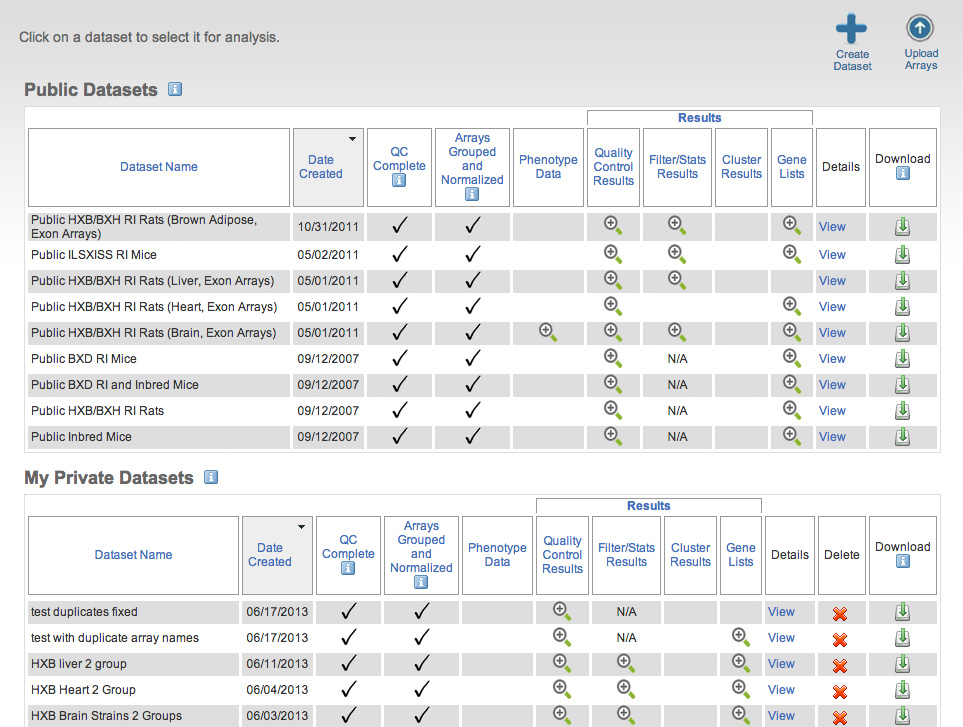 Click on a dataset to select it for analysis.
Create
Dataset
Upload
Arrays
Public Datasets
Results
Dataset Name
Date
Created
QC
Complete
Arrays
Grouped
and
Normalized
Phenotype
Data
Quality
Control
Results
Filter/Stats
Results
Cluster
Results
Gene
Lists
Details
Download
Public HXB/BXH RI Rats (Brown Adipose,
Exon Arrays) 10/31/2011 View
Public ILSXISS RI Mice 05/02/2011 View
Public HXB/BXH RI Rats (Liver, Exon Arrays) 05/01/2011 View
Public HXB/BXH RI Rats (Heart, Exon Arrays) 05/01/2011 View
Public HXB/BXH RI Rats (Brain, Exon Arrays) 05/01/2011 View
Public BXD RI Mice 09/12/2007 N/A View
Public BXD RI and Inbred Mice 09/12/2007 N/A View
Public HXB/BXH RI Rats 09/12/2007 N/A View
Public Inbred Mice 09/12/2007 N/A View
My Private Datasets
Results
Dataset Name
Date
Created
QC
Complete
Arrays
Grouped
and
Normalized
Phenotype
Data
Quality
Control
Results
Filter/Stats
Results
Cluster
Results
Gene
Lists
Details
Delete
Download
test duplicates fixed 06/17/2013 N/A View
test with duplicate array names 06/17/2013 N/A View
HXB liver 2 group 06/11/2013 View
HXB Heart 2 Group 06/04/2013 View
HXB Brain Strains 2 Groups 06/03/2013 View